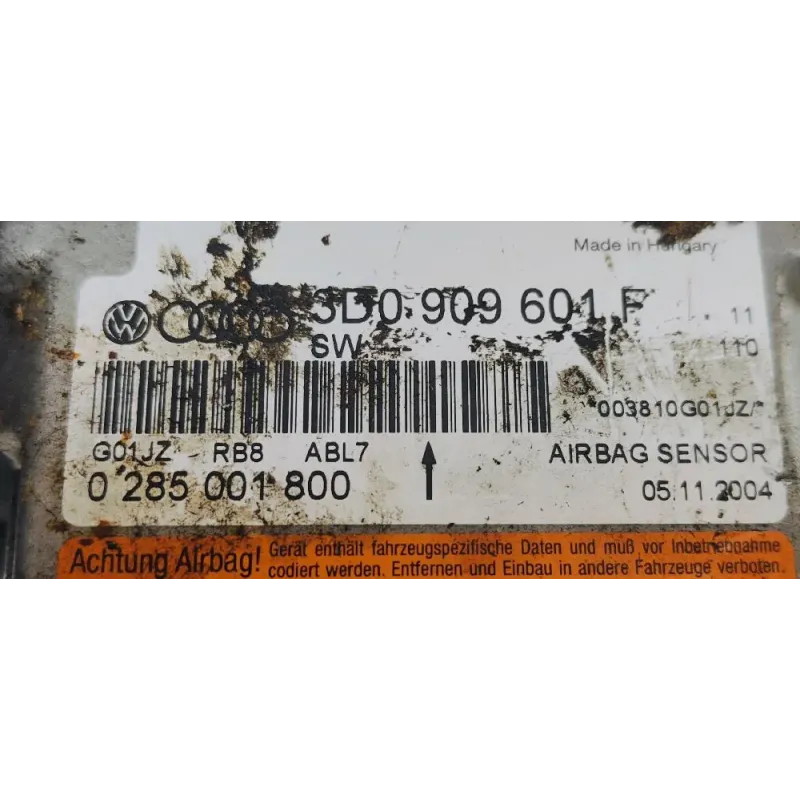 Made in Hungary
3D0 909 601 F 11
SW 110
*003810G01JZ/*
G01JZ RB8 ABL7 AIRBAG SENSOR
0 285 001 800 05.11.2004
Achtung Airbag! Gerät enthält fahrzeugspezifische Daten und muß vor Inbetriebnahme
codiert werden. Entfernen und Einbau in andere Fahrzeuge verboten.